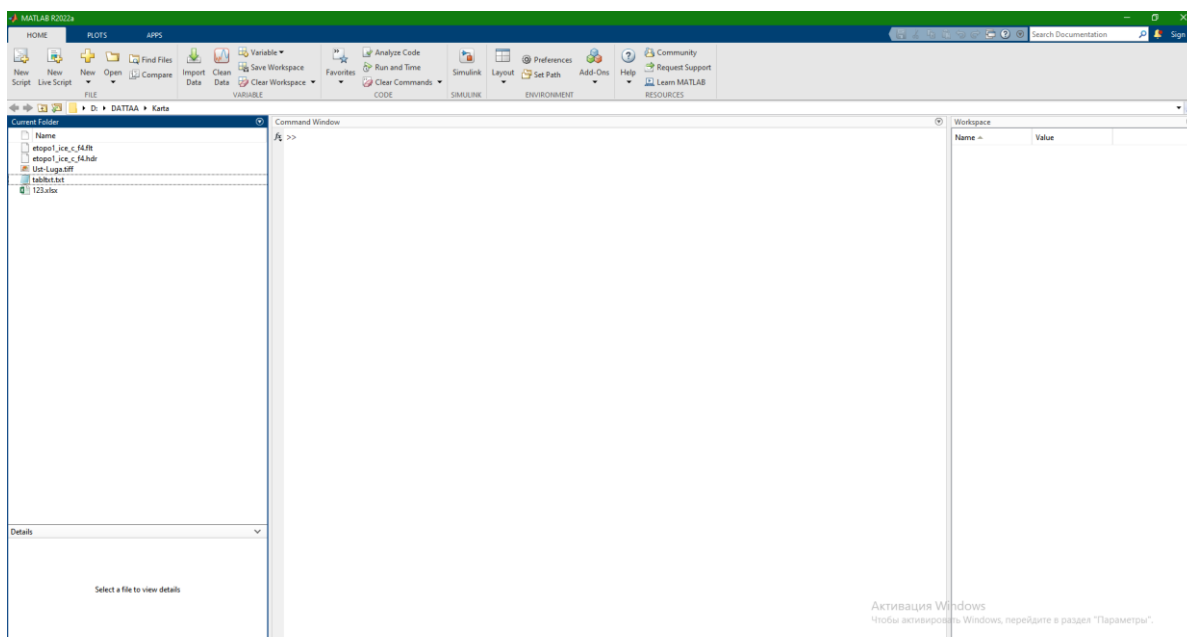 MATLAB R2022a
HOME PLOTS APPS
Search Documentation
Sign
New Script
New Live Script
New
Open
Find Files
Compare
Import Data
Clean Data
Variable
Save Workspace
Clear Workspace
Favorites
Analyze Code
Run and Time
Clear Commands
Simulink
Layout
Preferences
Set Path
Add-Ons
Help
Community
Request Support
Learn MATLAB
FILE VARIABLE CODE SIMULINK ENVIRONMENT RESOURCES
D: DATTAA Karta
Current Folder
Name
etopo1_ice_c_f4.flt
etopo1_ice_c_f4.hdr
Ust-Luga.tiff
tabltxt.txt
123.xlsx
Details
Select a file to view details
Command Window
fx >>
Workspace
Name Value
Активация Windows
Чтобы активировать Windows, перейдите в раздел "Параметры".